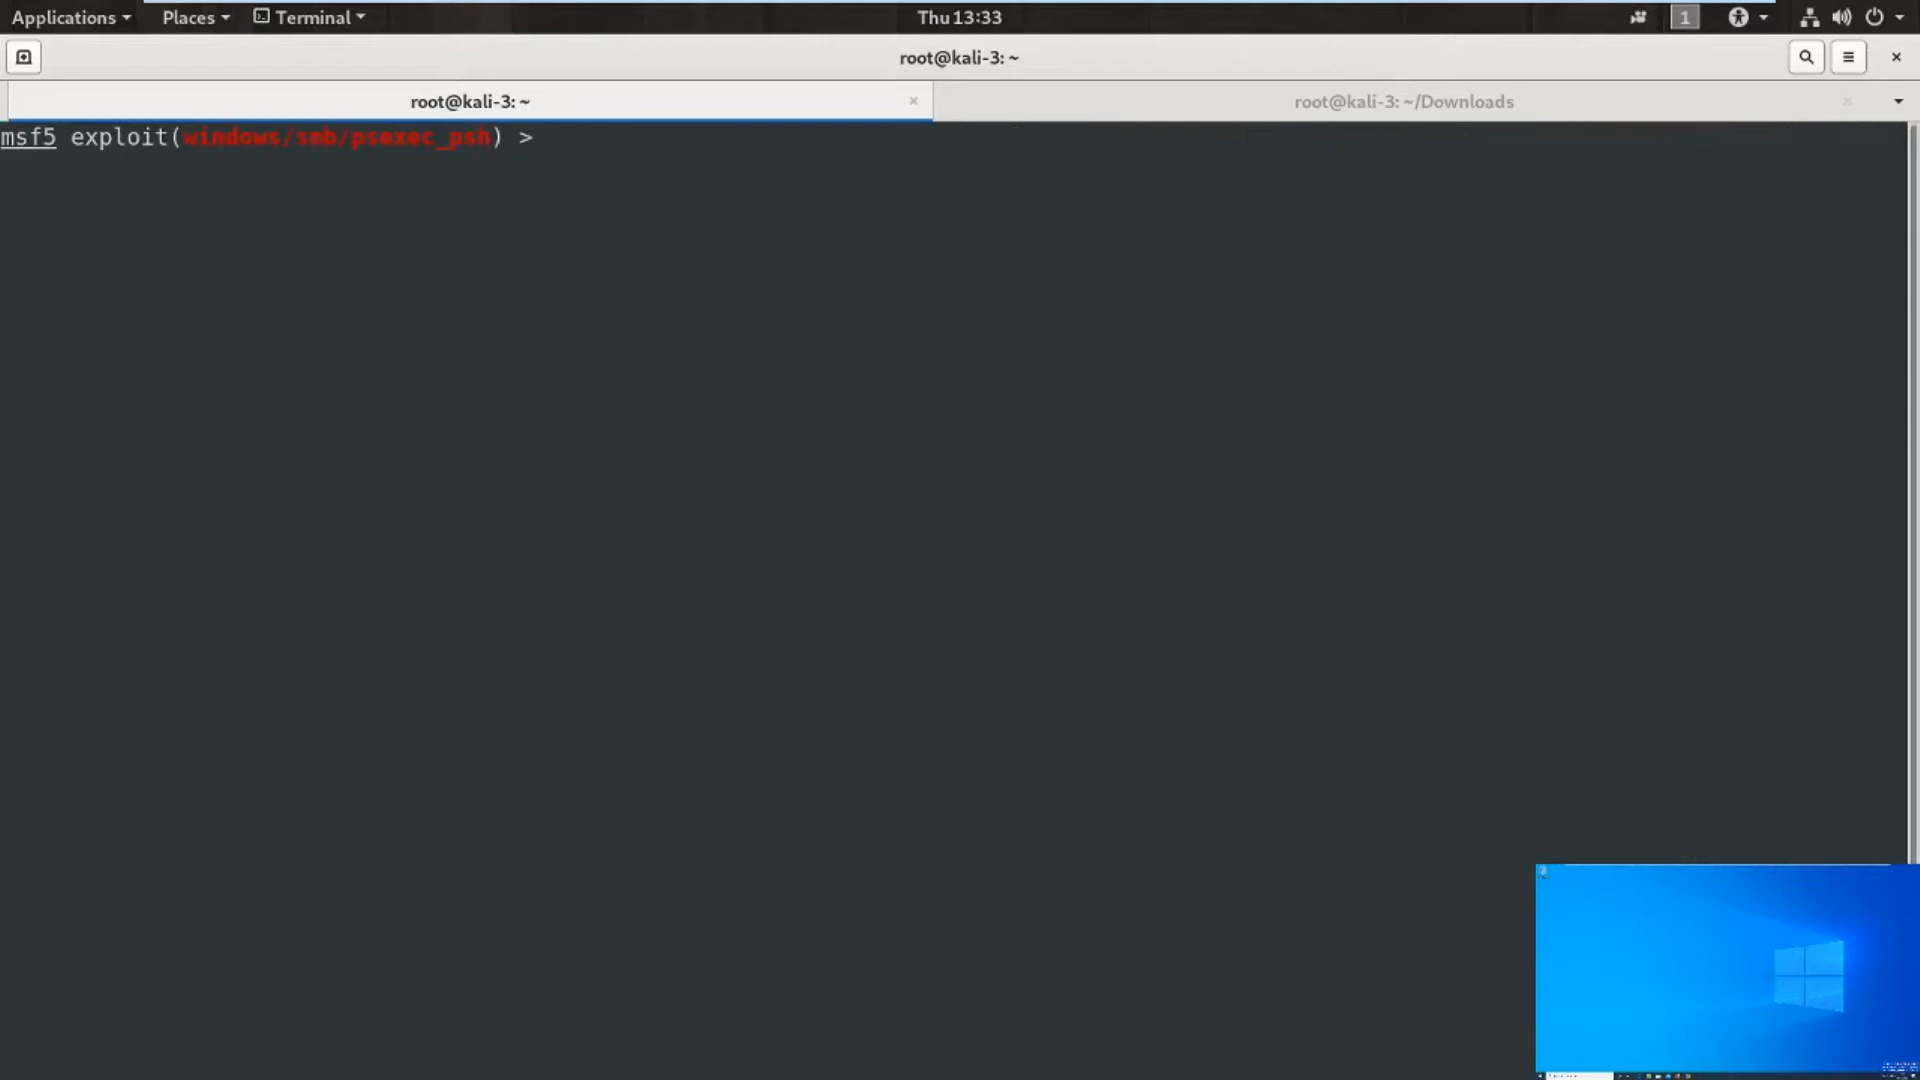 Applications Places Terminal Thu 13:33 1
root@kali-3: ~
root@kali-3: ~ root@kali-3: ~/Downloads
msf5 exploit(windows/smb/psexec_psh) >